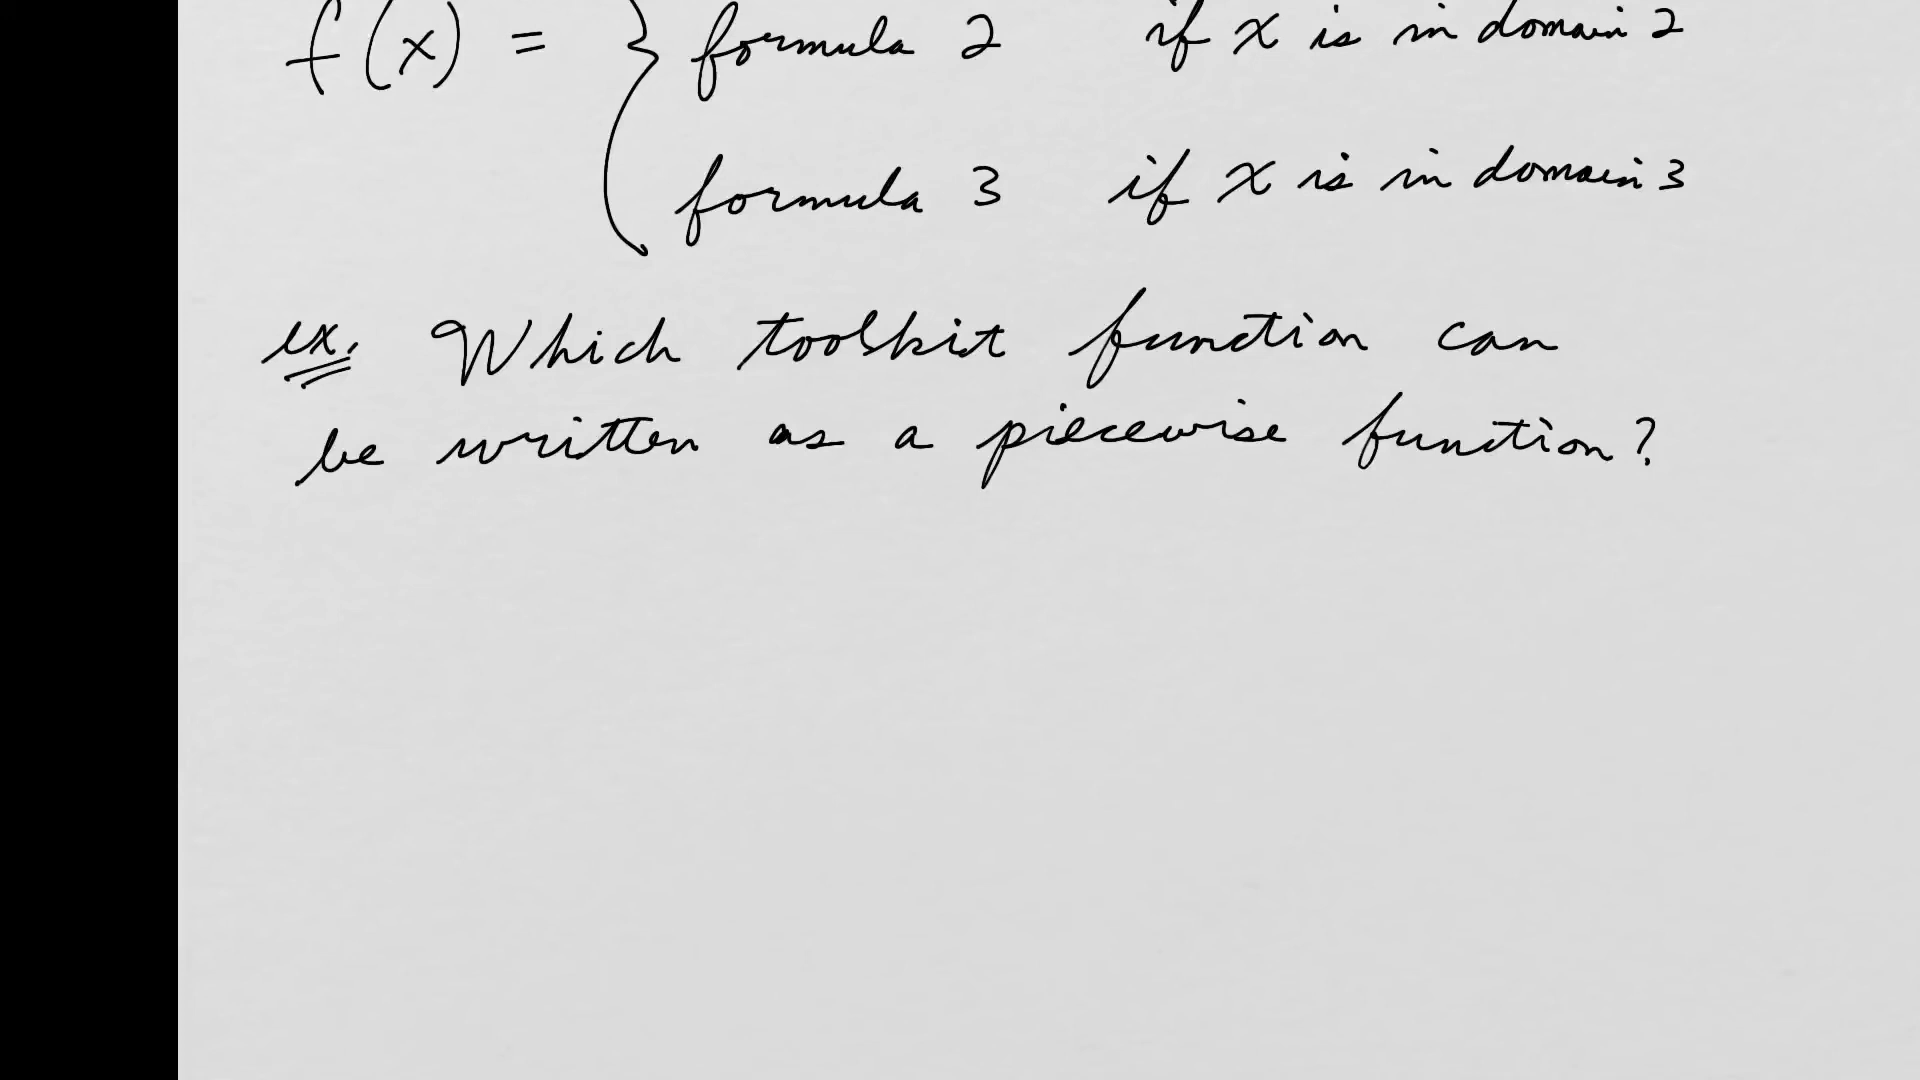 f(x) = { formula 2 if x is in domain 2
formula 3 if x is in domain 3
ex. Which toolkit function can
be written as a piecewise function?